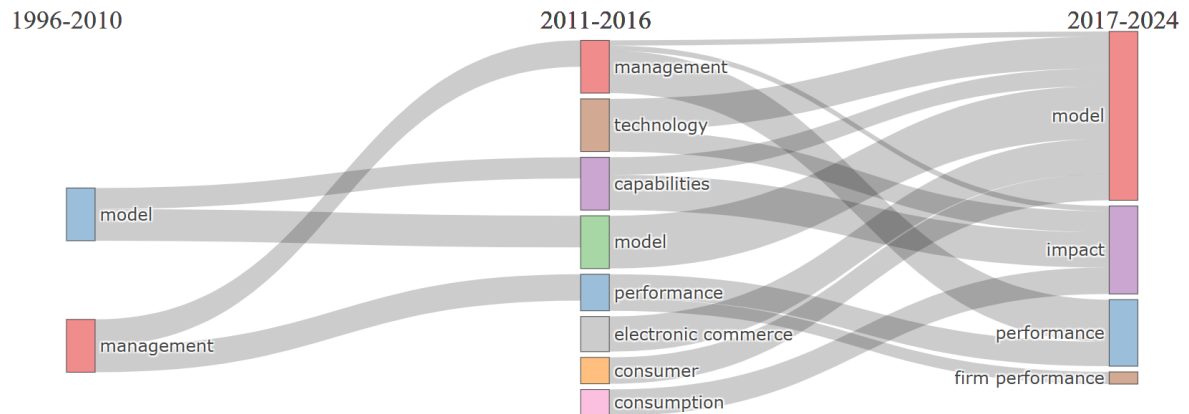 1996-2010
2011-2016
2017-2024
model
management
management
technology
capabilities
model
performance
electronic commerce
consumer
consumption
model
impact
performance
firm performance